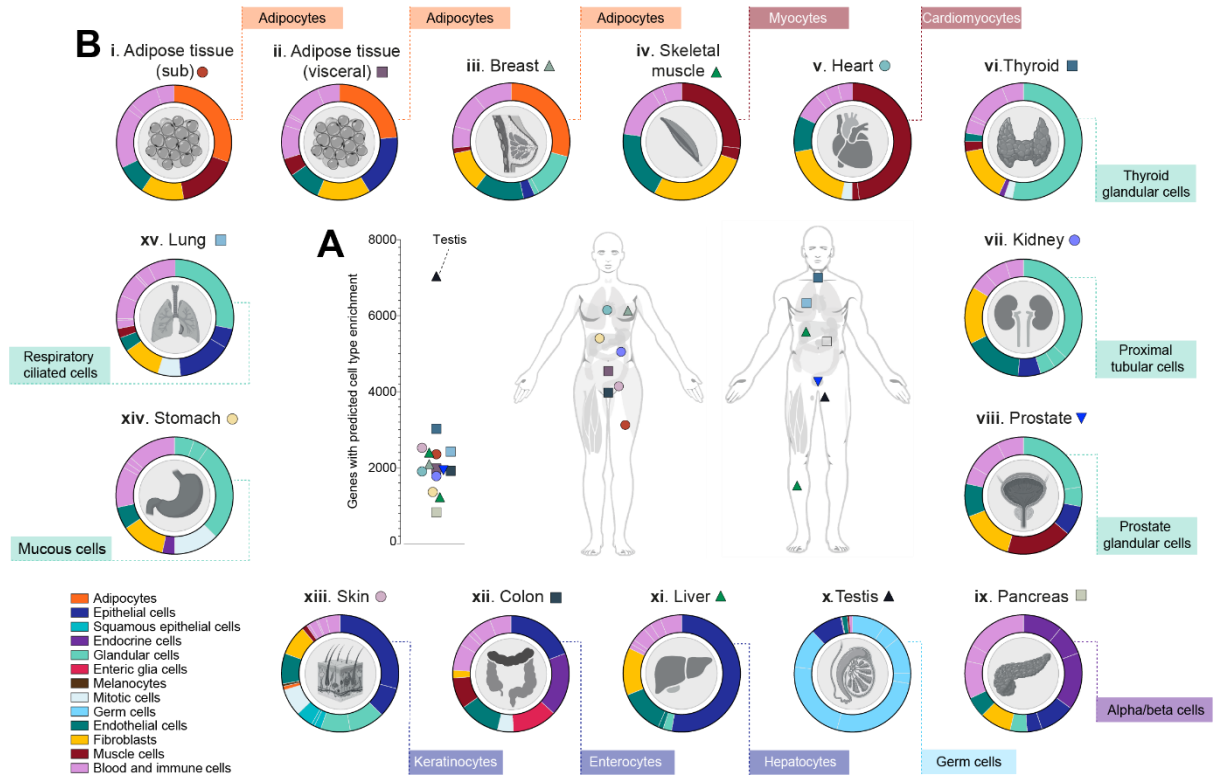 B
Adipocytes
Adipocytes
Adipocytes
Myocytes
Cardiomyocytes
i. Adipose tissue
(sub)
ii. Adipose tissue
(visceral)
iii. Breast
iv. Skeletal
muscle
v. Heart
vi.Thyroid
Thyroid
glandular cells
xv. Lung
Respiratory
ciliated cells
A
Genes with predicted cell type enrichment
8000
6000
4000
2000
0
Testis
vii. Kidney
Proximal
tubular cells
xiv. Stomach
Mucous cells
viii. Prostate
Prostate
glandular cells
Adipocytes
Epithelial cells
Squamous epithelial cells
Endocrine cells
Glandular cells
Enteric glia cells
Melanocytes
Mitotic cells
Germ cells
Endothelial cells
Fibroblasts
Muscle cells
Blood and immune cells
xiii. Skin
xii. Colon
xi. Liver
x.Testis
ix. Pancreas
Keratinocytes
Enterocytes
Hepatocytes
Germ cells
Alpha/beta cells